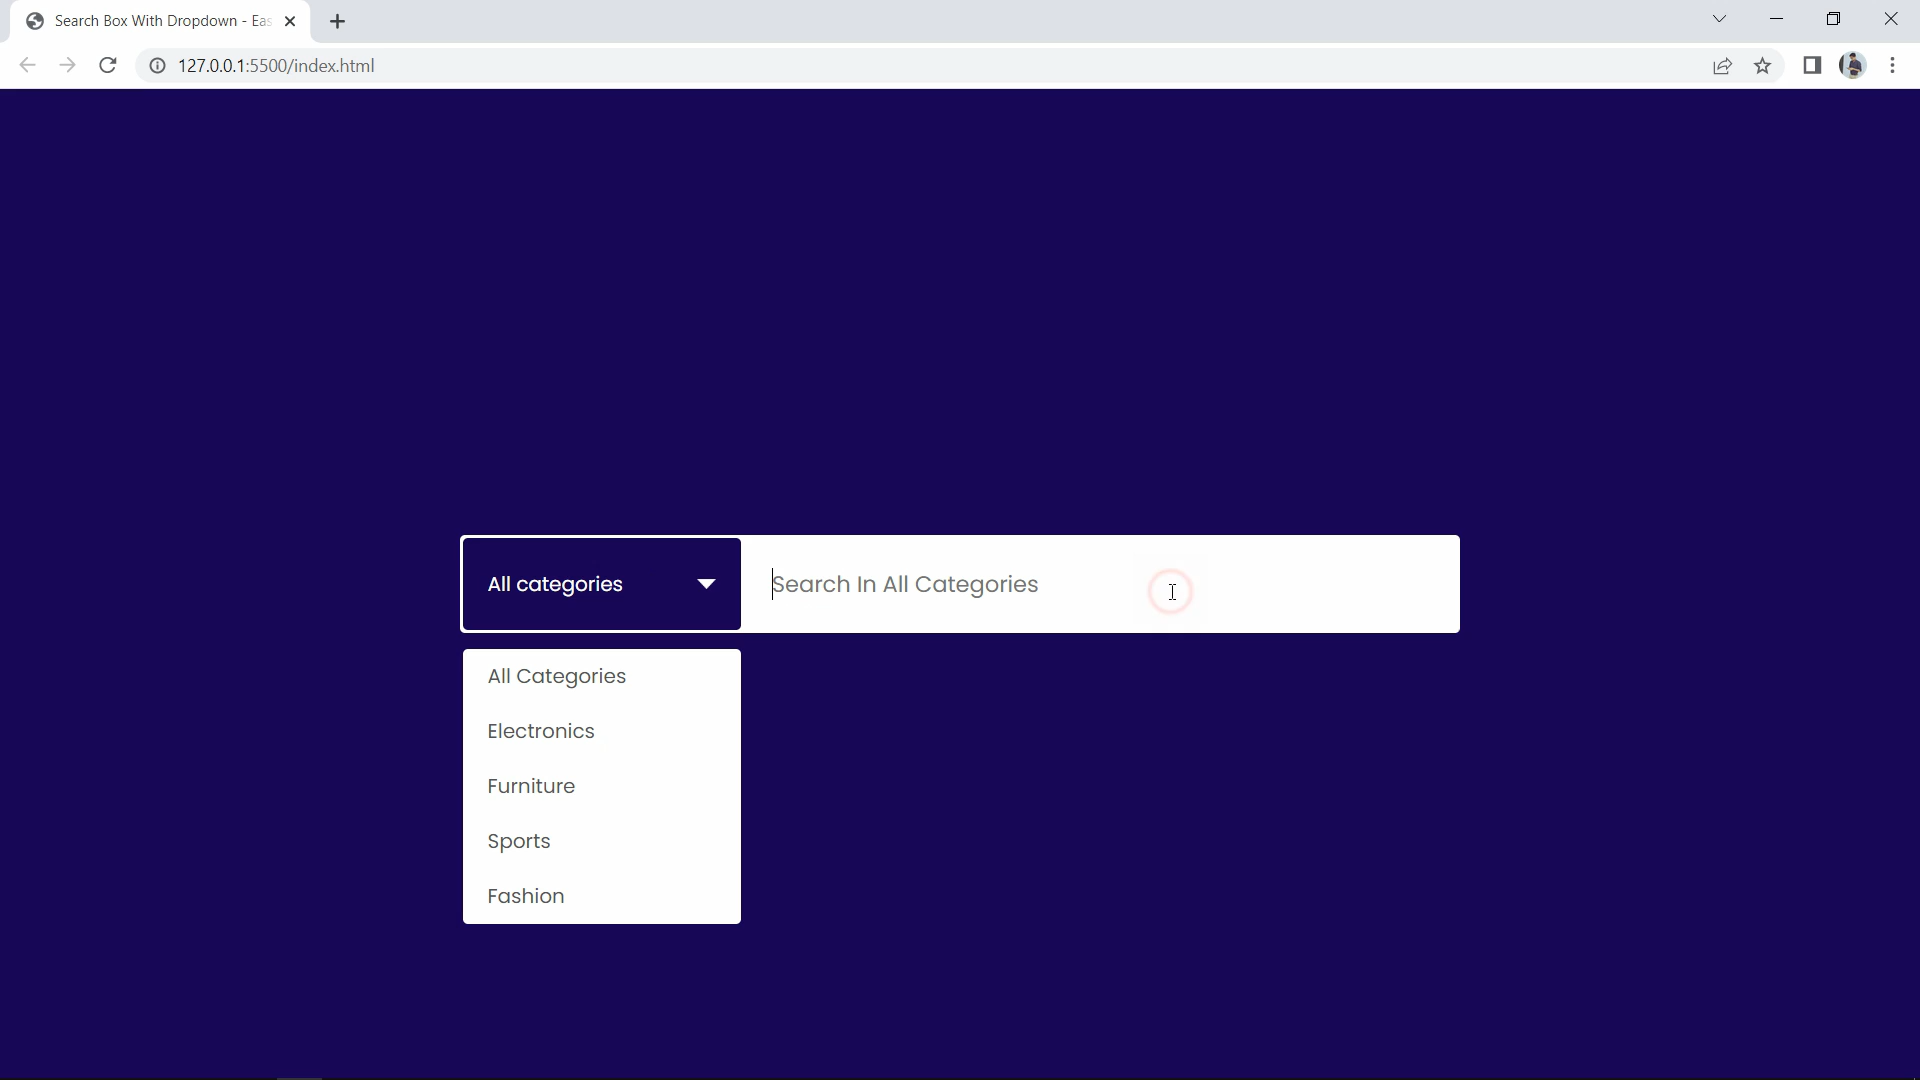 Search Box With Dropdown - Eas
127.0.0.1:5500/index.html
All categories
Search In All Categories
All Categories
Electronics
Furniture
Sports
Fashion